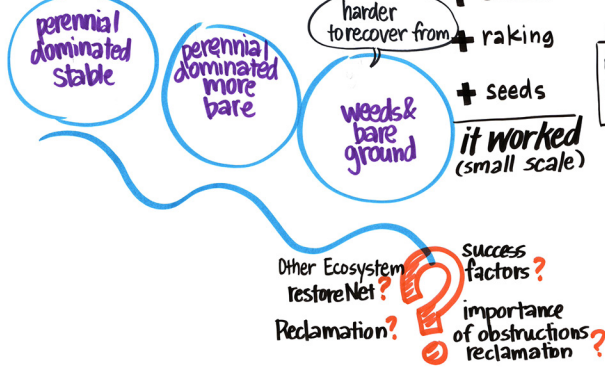 perennial
dominated
stable
perennial
dominated
more
bare
harder
to recover from
weeds &
bare
ground
+ raking
+ seeds
it worked
(small scale)
Other Ecosystem
restoreNet?
Reclamation?
success
factors?
importance
of obstructions
reclamation?